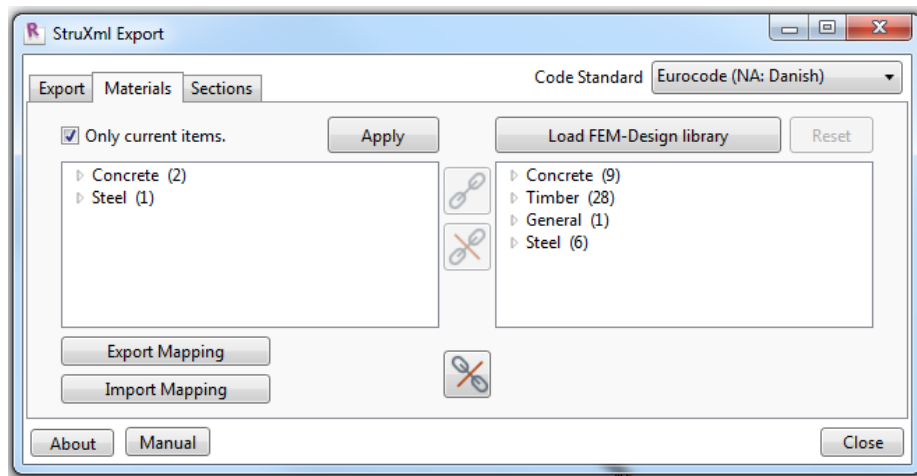 StruXml Export
Code Standard Eurocode (NA: Danish)
Export Materials Sections
Only current items. Apply Load FEM-Design library Reset
Concrete (2)
Steel (1)
Concrete (9)
Timber (28)
General (1)
Steel (6)
Export Mapping
Import Mapping
About Manual Close